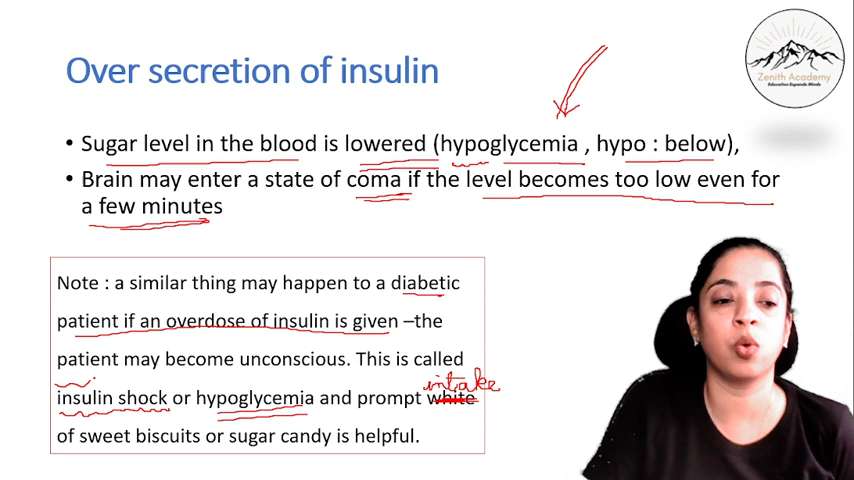 Over secretion of insulin
Zenith Academy
Education Expands Minds
• Sugar level in the blood is lowered (hypoglycemia , hypo : below),
• Brain may enter a state of coma if the level becomes too low even for
a few minutes
Note : a similar thing may happen to a diabetic
patient if an overdose of insulin is given –the
patient may become unconscious. This is called
intake
insulin shock or hypoglycemia and prompt white
of sweet biscuits or sugar candy is helpful.